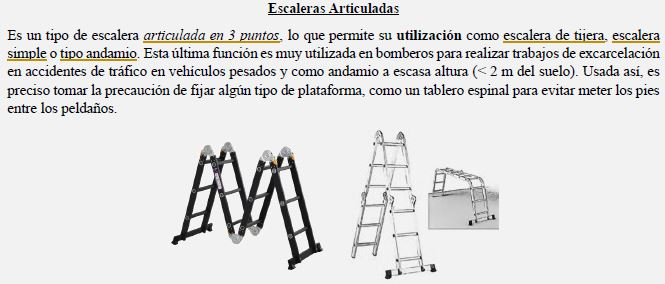 Escaleras Articuladas
Es un tipo de escalera articulada en 3 puntos, lo que permite su utilización como escalera de tijera, escalera
simple o tipo andamio. Esta última función es muy utilizada en bomberos para realizar trabajos de excarcelación
en accidentes de tráfico en vehículos pesados y como andamio a escasa altura (< 2 m del suelo). Usada así, es
preciso tomar la precaución de fijar algún tipo de plataforma, como un tablero espinal para evitar meter los pies
entre los peldaños.